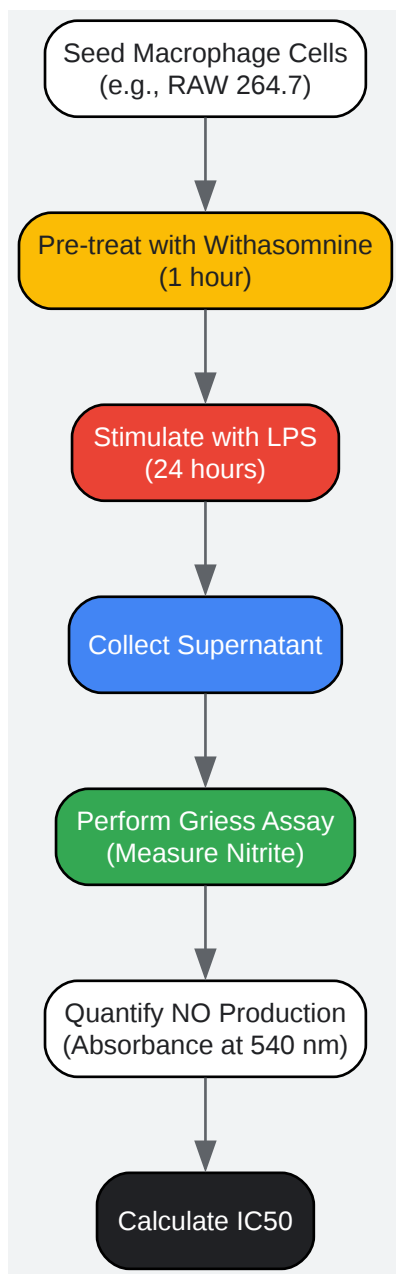 Seed Macrophage Cells
(e.g., RAW 264.7)
Pre-treat with Withasomnine
(1 hour)
Stimulate with LPS
(24 hours)
Collect Supernatant
Perform Griess Assay
(Measure Nitrite)
Quantify NO Production
(Absorbance at 540 nm)
Calculate IC50